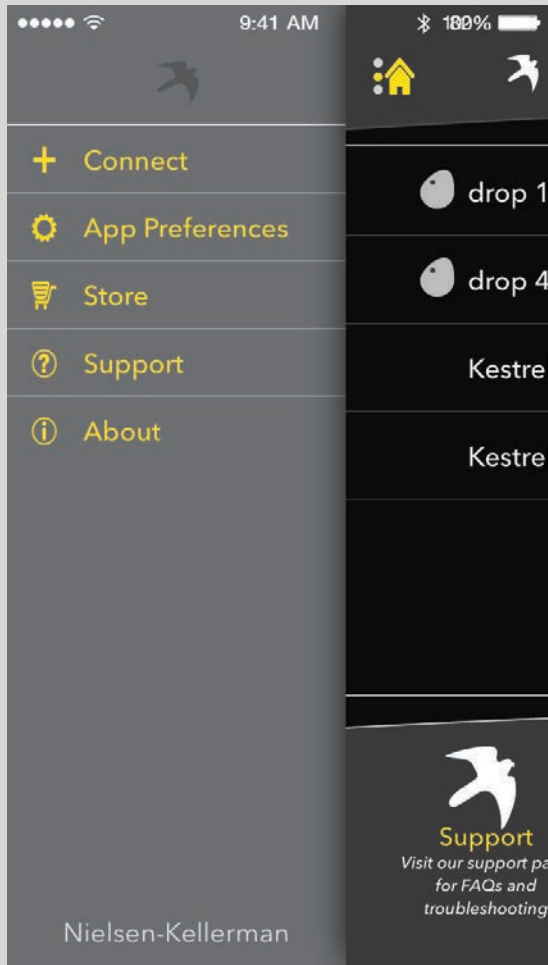 9:41 AM
Connect
App Preferences
Store
Support
About
Nielsen-Kellerman
drop 1
drop 4
Kestre
Kestre
Support
Visit our support pa
for FAQs and
troubleshooting